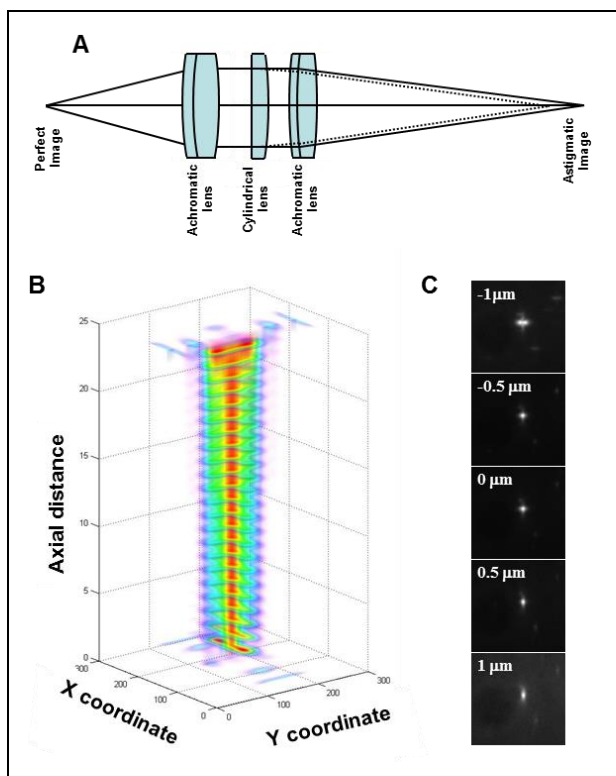 A
Perfect
Image
Achromatic
lens
Cylindrical
lens
Achromatic
lens
Astigmatic
Image
B
25
20
15
10
5
0
Axial distance
300
200
100
0
X coordinate
0
100
200
300
Y coordinate
C
-1µm
-0.5 µm
0 µm
0.5 µm
1 µm